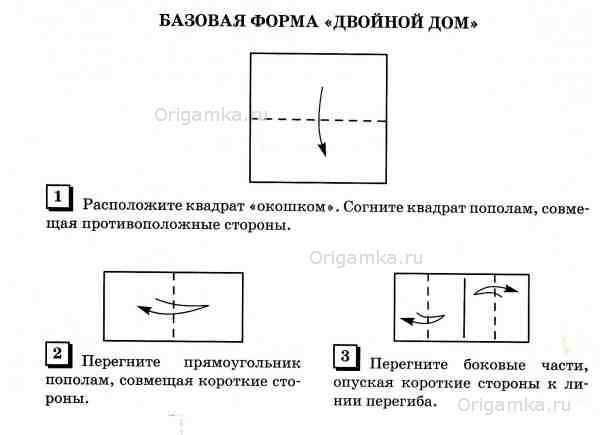 БАЗОВАЯ ФОРМА «ДВОЙНОЙ ДОМ»
Origamka.ru
1 Расположите квадрат «окошком». Согните квадрат пополам, совме-
щая противоположные стороны.
Origamka.ru
2 Перегните прямоугольник
пополам, совмещая короткие сто-
роны.
3 Перегните боковые части,
опуская короткие стороны к ли-
нии перегиба.
Origamka.ru